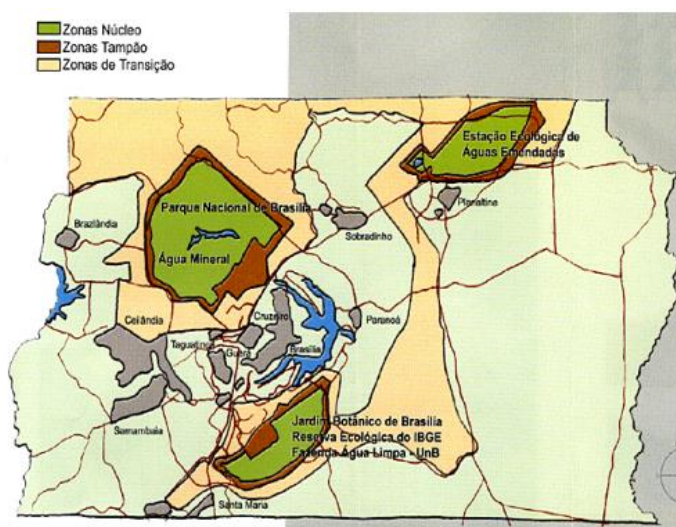 Zonas Núcleo
Zonas Tampão
Zonas de Transição
Estação Ecológica de
Águas Emendadas
Parque Nacional de Brasília
Planaltina
Brazlândia
Sobradinho
Água Mineral
Ceilândia
Cruzeiro
Paranoá
Taguatinga
Guará
Brasília
Samambaia
Jardim Botânico de Brasília
Reserva Ecológica do IBGE
Fazenda Água Limpa - UnB
Santa Maria